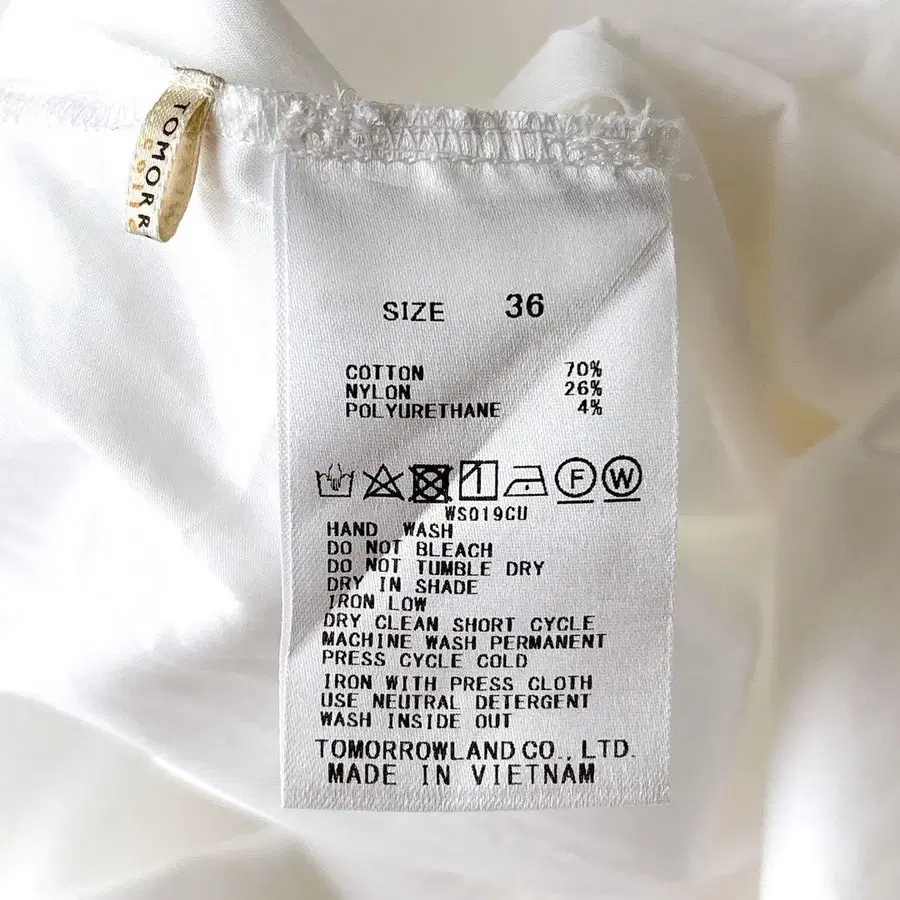 TOMORR
SIZE 36
COTTON 70%
NYLON 26%
POLYURETHANE 4%
F W
WS019CU
HAND WASH
DO NOT BLEACH
DO NOT TUMBLE DRY
DRY IN SHADE
IRON LOW
DRY CLEAN SHORT CYCLE
MACHINE WASH PERMANENT
PRESS CYCLE COLD
IRON WITH PRESS CLOTH
USE NEUTRAL DETERGENT
WASH INSIDE OUT
TOMORROWLAND CO., LTD.
MADE IN VIETNAM